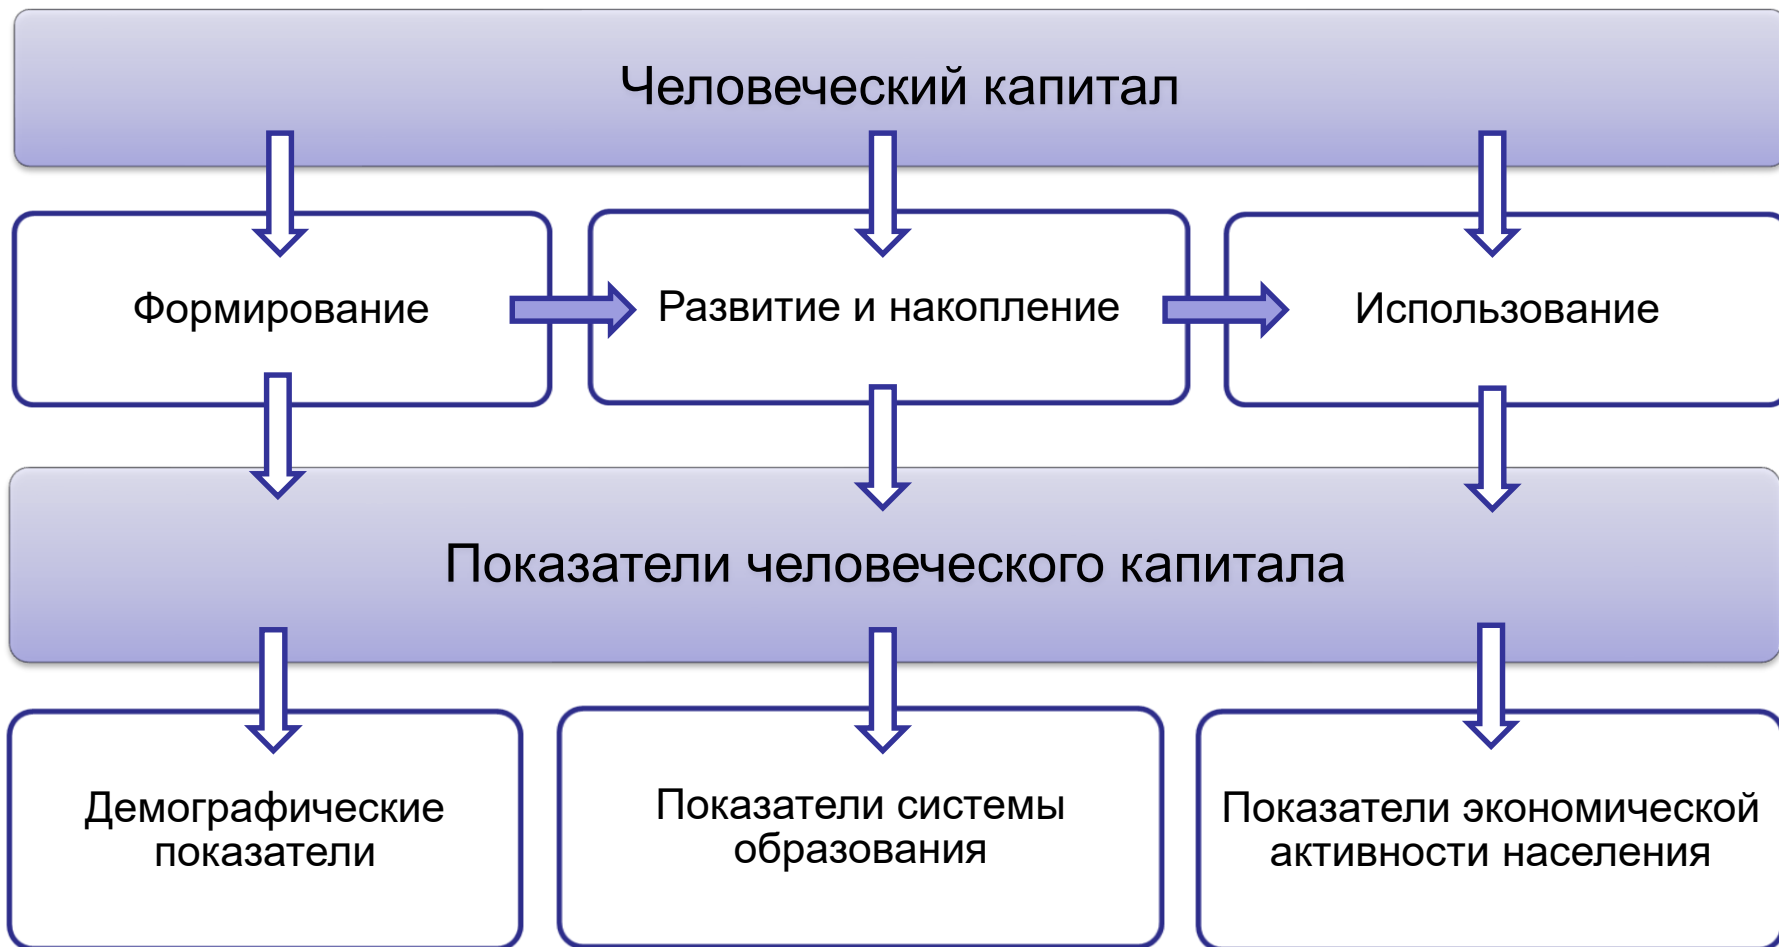 Человеческий капитал
Формирование
Развитие и накопление
Использование
Показатели человеческого капитала
Демографические
показатели
Показатели системы
образования
Показатели экономической
активности населения